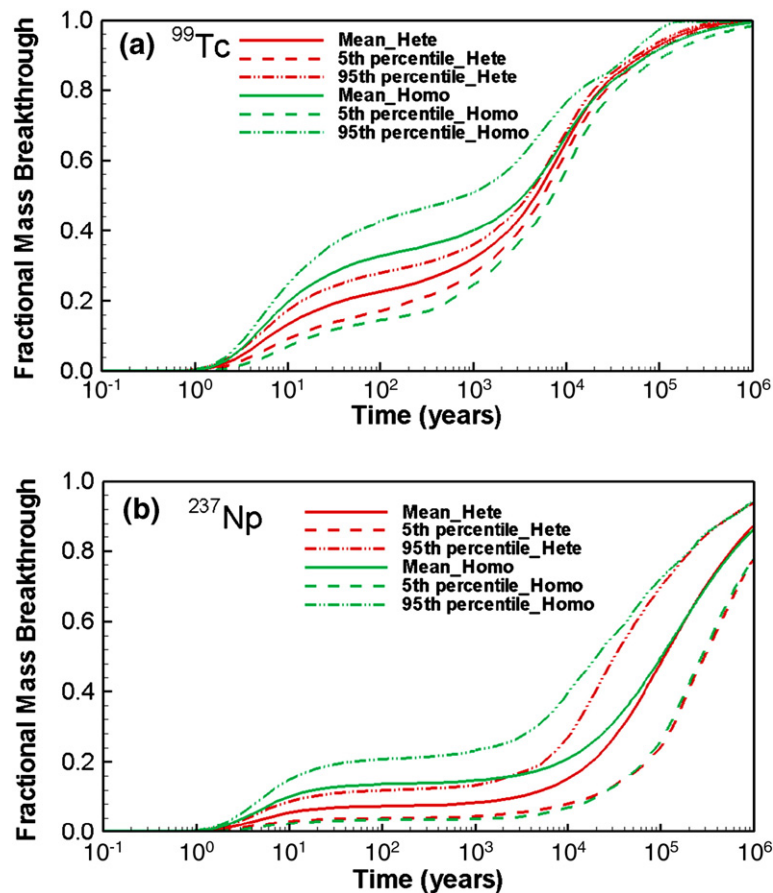 (a) ⁹⁹Tc
Mean_Hete
5th percentile_Hete
95th percentile_Hete
Mean_Homo
5th percentile_Homo
95th percentile_Homo
Fractional Mass Breakthrough
1.0
0.8
0.6
0.4
0.2
0.0
10⁻¹ 10⁰ 10¹ 10² 10³ 10⁴ 10⁵ 10⁶
Time (years)
(b) ²³⁷Np
Mean_Hete
5th percentile_Hete
95th percentile_Hete
Mean_Homo
5th percentile_Homo
95th percentile_Homo
Fractional Mass Breakthrough
1.0
0.8
0.6
0.4
0.2
0.0
10⁻¹ 10⁰ 10¹ 10² 10³ 10⁴ 10⁵ 10⁶
Time (years)